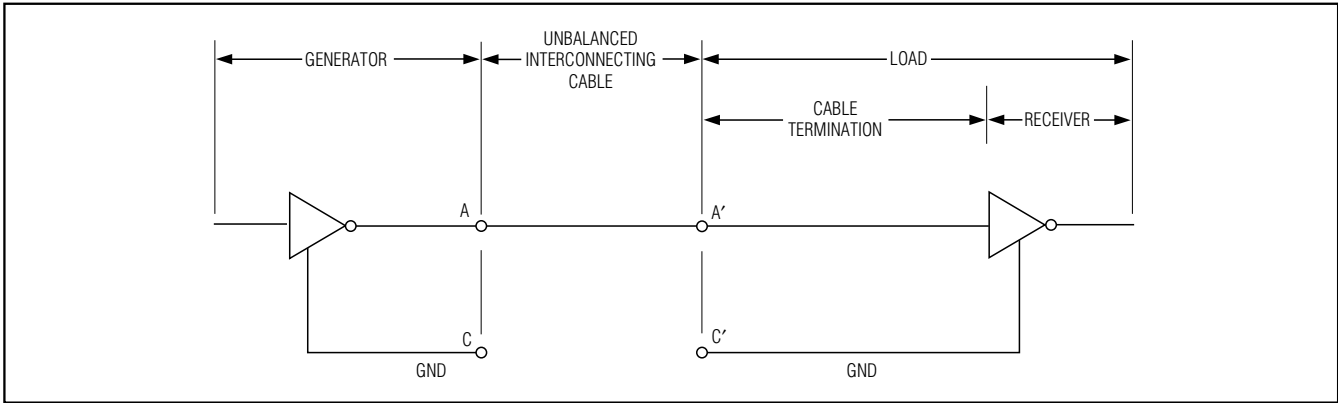 GENERATOR
UNBALANCED
INTERCONNECTING
CABLE
LOAD
CABLE
TERMINATION
RECEIVER
A
A′
C
C′
GND
GND